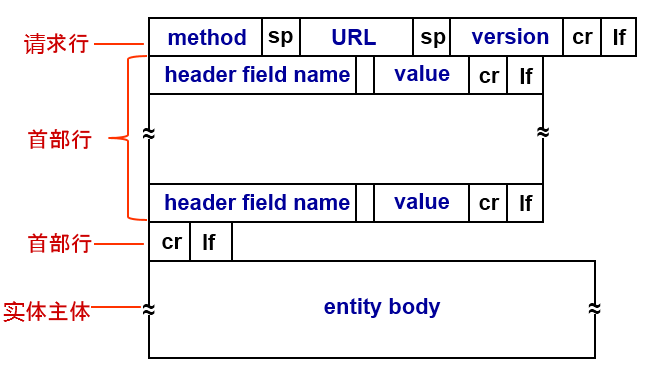 请求行 method sp URL sp version cr lf
header field name value cr lf
首部行 ≈ ≈
header field name value cr lf
首部行 cr lf
实体主体 ≈ entity body ≈